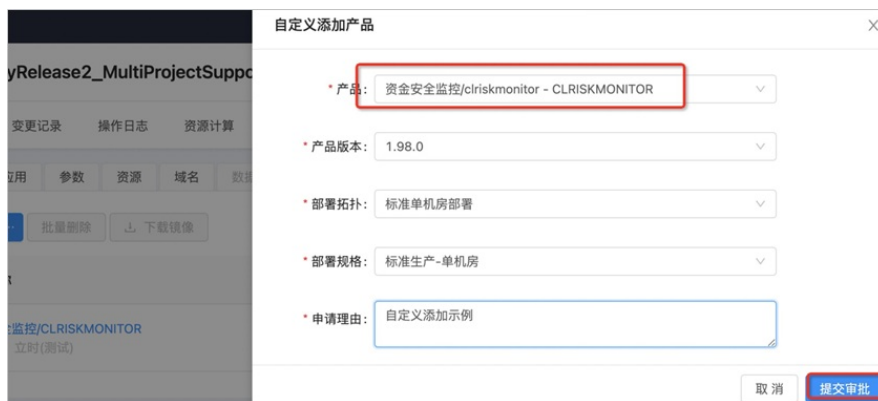 自定义添加产品
yRelease2_MultiProjectSuppo
* 产品: 资金安全监控/clriskmonitor - CLRISKMONITOR
变更记录 操作日志 资源计算
* 产品版本: 1.98.0
应用 参数 资源 域名 数据
* 部署拓扑: 标准单机房部署
批量删除 下载镜像
* 部署规格: 标准生产-单机房
* 申请理由: 自定义添加示例
全监控/CLRISKMONITOR
立时(测试)
取 消 提交审批